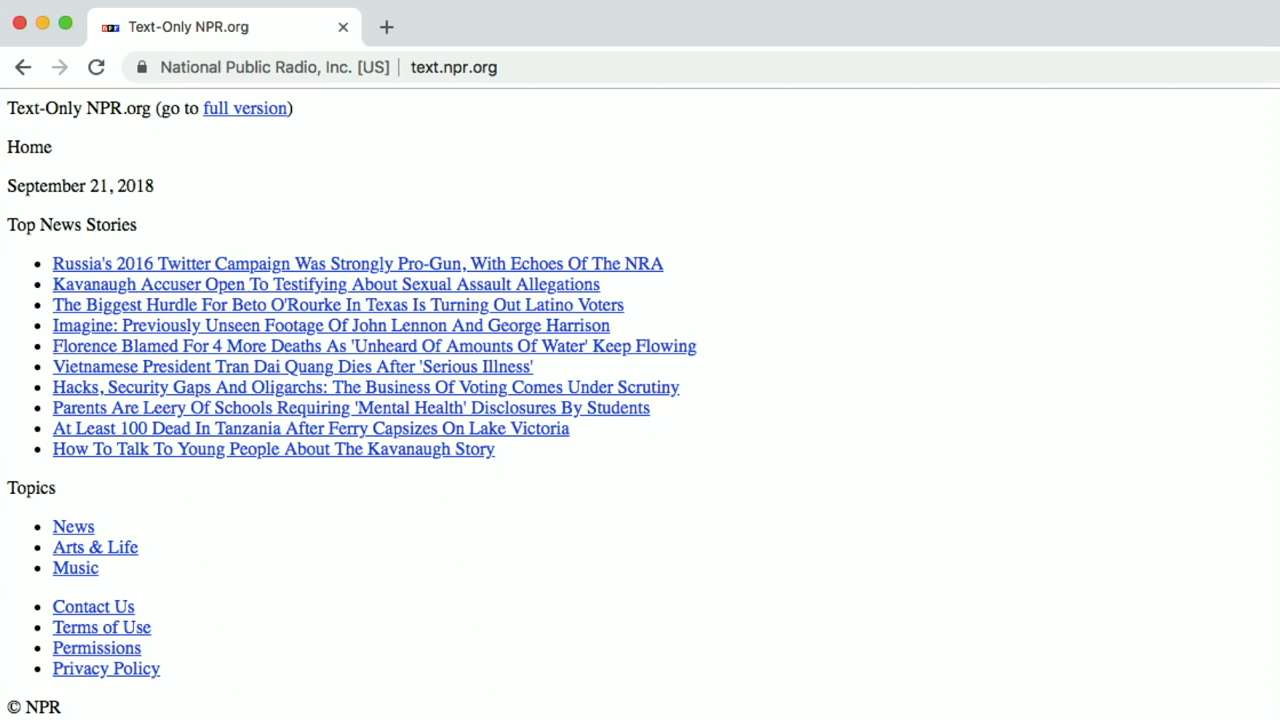 Text-Only NPR.org
National Public Radio, Inc. [US] | text.npr.org
Text-Only NPR.org (go to full version)
Home
September 21, 2018
Top News Stories
Russia's 2016 Twitter Campaign Was Strongly Pro-Gun, With Echoes Of The NRA
Kavanaugh Accuser Open To Testifying About Sexual Assault Allegations
The Biggest Hurdle For Beto O'Rourke In Texas Is Turning Out Latino Voters
Imagine: Previously Unseen Footage Of John Lennon And George Harrison
Florence Blamed For 4 More Deaths As 'Unheard Of Amounts Of Water' Keep Flowing
Vietnamese President Tran Dai Quang Dies After 'Serious Illness'
Hacks, Security Gaps And Oligarchs: The Business Of Voting Comes Under Scrutiny
Parents Are Leery Of Schools Requiring 'Mental Health' Disclosures By Students
At Least 100 Dead In Tanzania After Ferry Capsizes On Lake Victoria
How To Talk To Young People About The Kavanaugh Story
Topics
News
Arts & Life
Music
Contact Us
Terms of Use
Permissions
Privacy Policy
© NPR